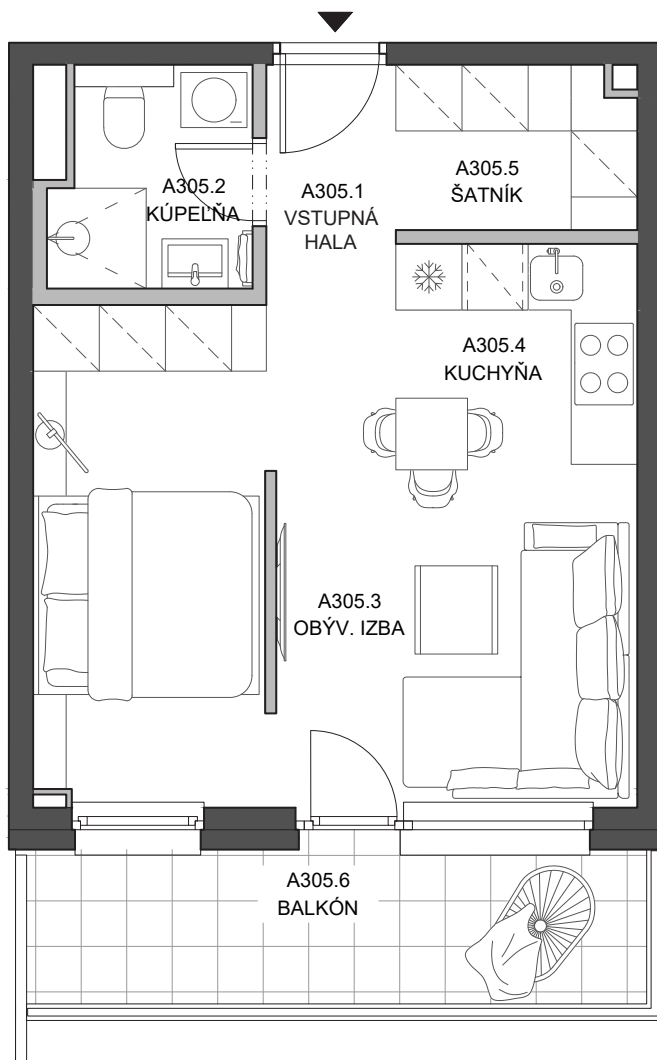 A305.2
KÚPEĽŇA
A305.1
VSTUPNÁ
HALA
A305.5
ŠATNÍK
A305.4
KUCHYŇA
A305.3
OBÝV. IZBA
A305.6
BALKÓN